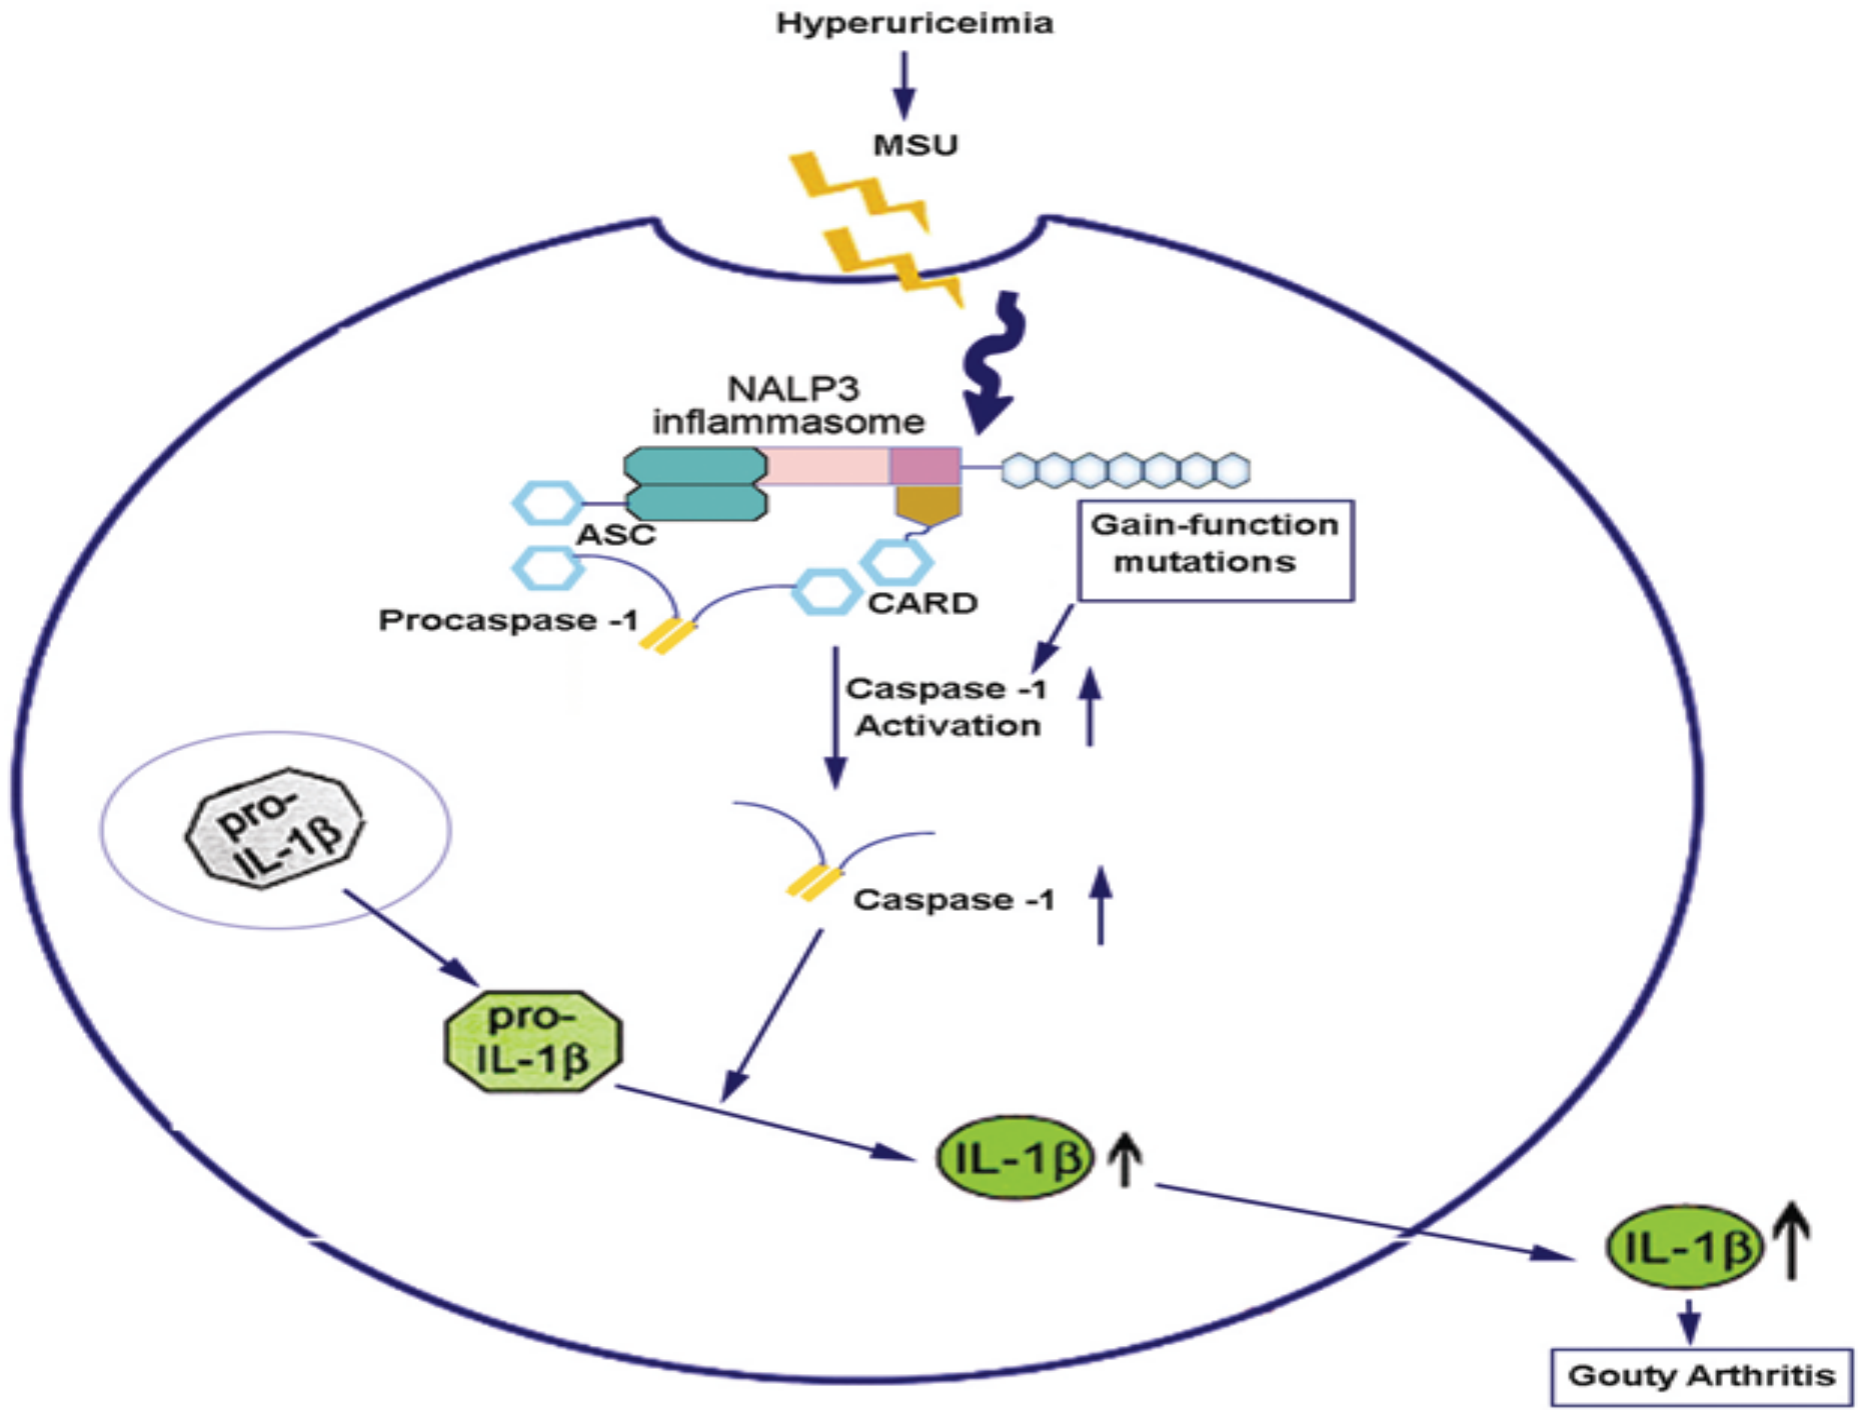 Hyperuriceimia
MSU
NALP3
inflammasome
ASC
Gain-function
mutations
Procaspase -1
CARD
Caspase -1
Activation
pro-
IL-1β
Caspase -1
pro-
IL-1β
IL-1β
IL-1β
Gouty Arthritis